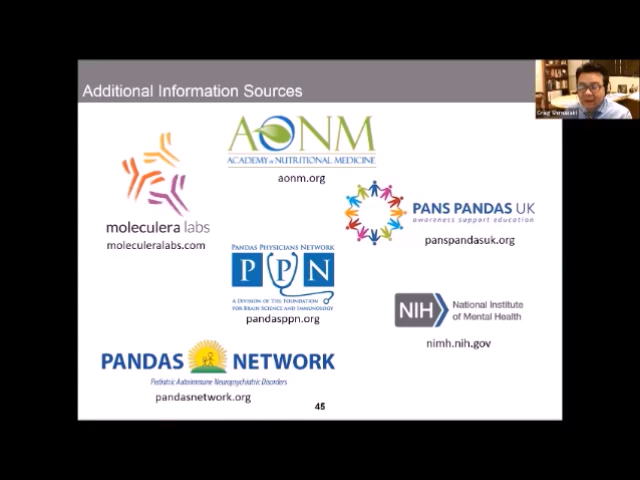 Additional Information Sources
AONM
ACADEMY of NUTRITIONAL MEDICINE
aonm.org
moleculera labs
moleculeralabs.com
PANS PANDAS UK
awareness support education
panspandasuk.org
PANDAS PHYSICIANS NETWORK
PPN
A DIVISION OF THE FOUNDATION
FOR BRAIN SCIENCE AND IMMUNOLOGY
pandasppn.org
NIH
National Institute
of Mental Health
nimh.nih.gov
PANDAS NETWORK
Pediatric Autoimmune Neuropsychiatric Disorders
pandasnetwork.org
45